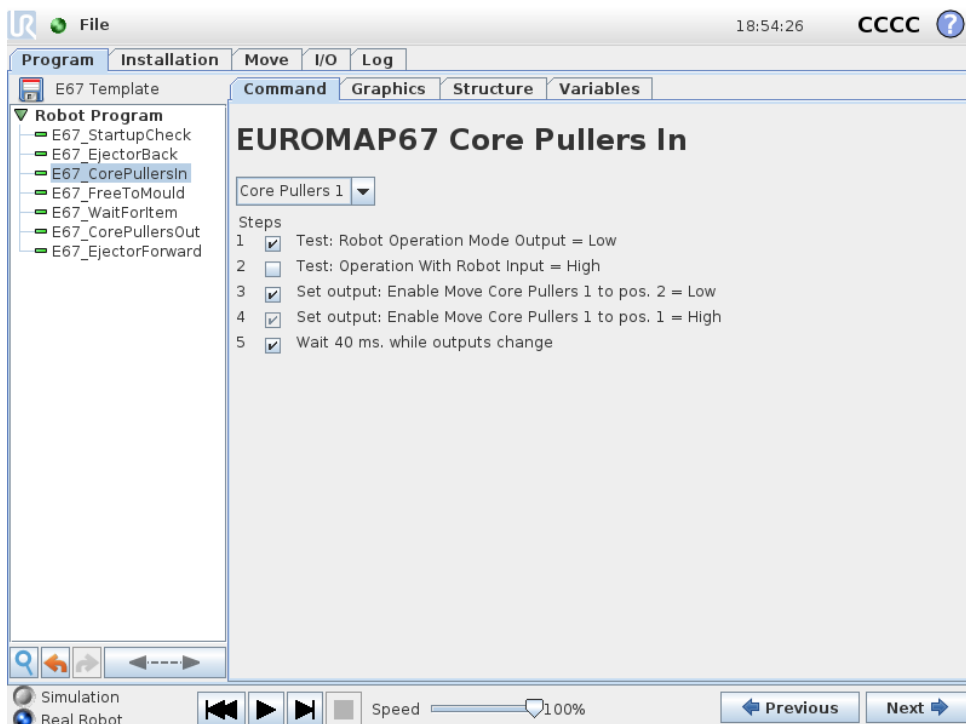 UR File 18:54:26 CCCC ?
Program Installation Move I/O Log
E67 Template Command Graphics Structure Variables
Robot Program
E67_StartupCheck
E67_EjectorBack
E67_CorePullersIn
E67_FreeToMould
E67_WaitForItem
E67_CorePullersOut
E67_EjectorForward
EUROMAP67 Core Pullers In
Core Pullers 1
Steps
1 Test: Robot Operation Mode Output = Low
2 Test: Operation With Robot Input = High
3 Set output: Enable Move Core Pullers 1 to pos. 2 = Low
4 Set output: Enable Move Core Pullers 1 to pos. 1 = High
5 Wait 40 ms. while outputs change
Simulation
Real Robot
Speed 100%
Previous Next